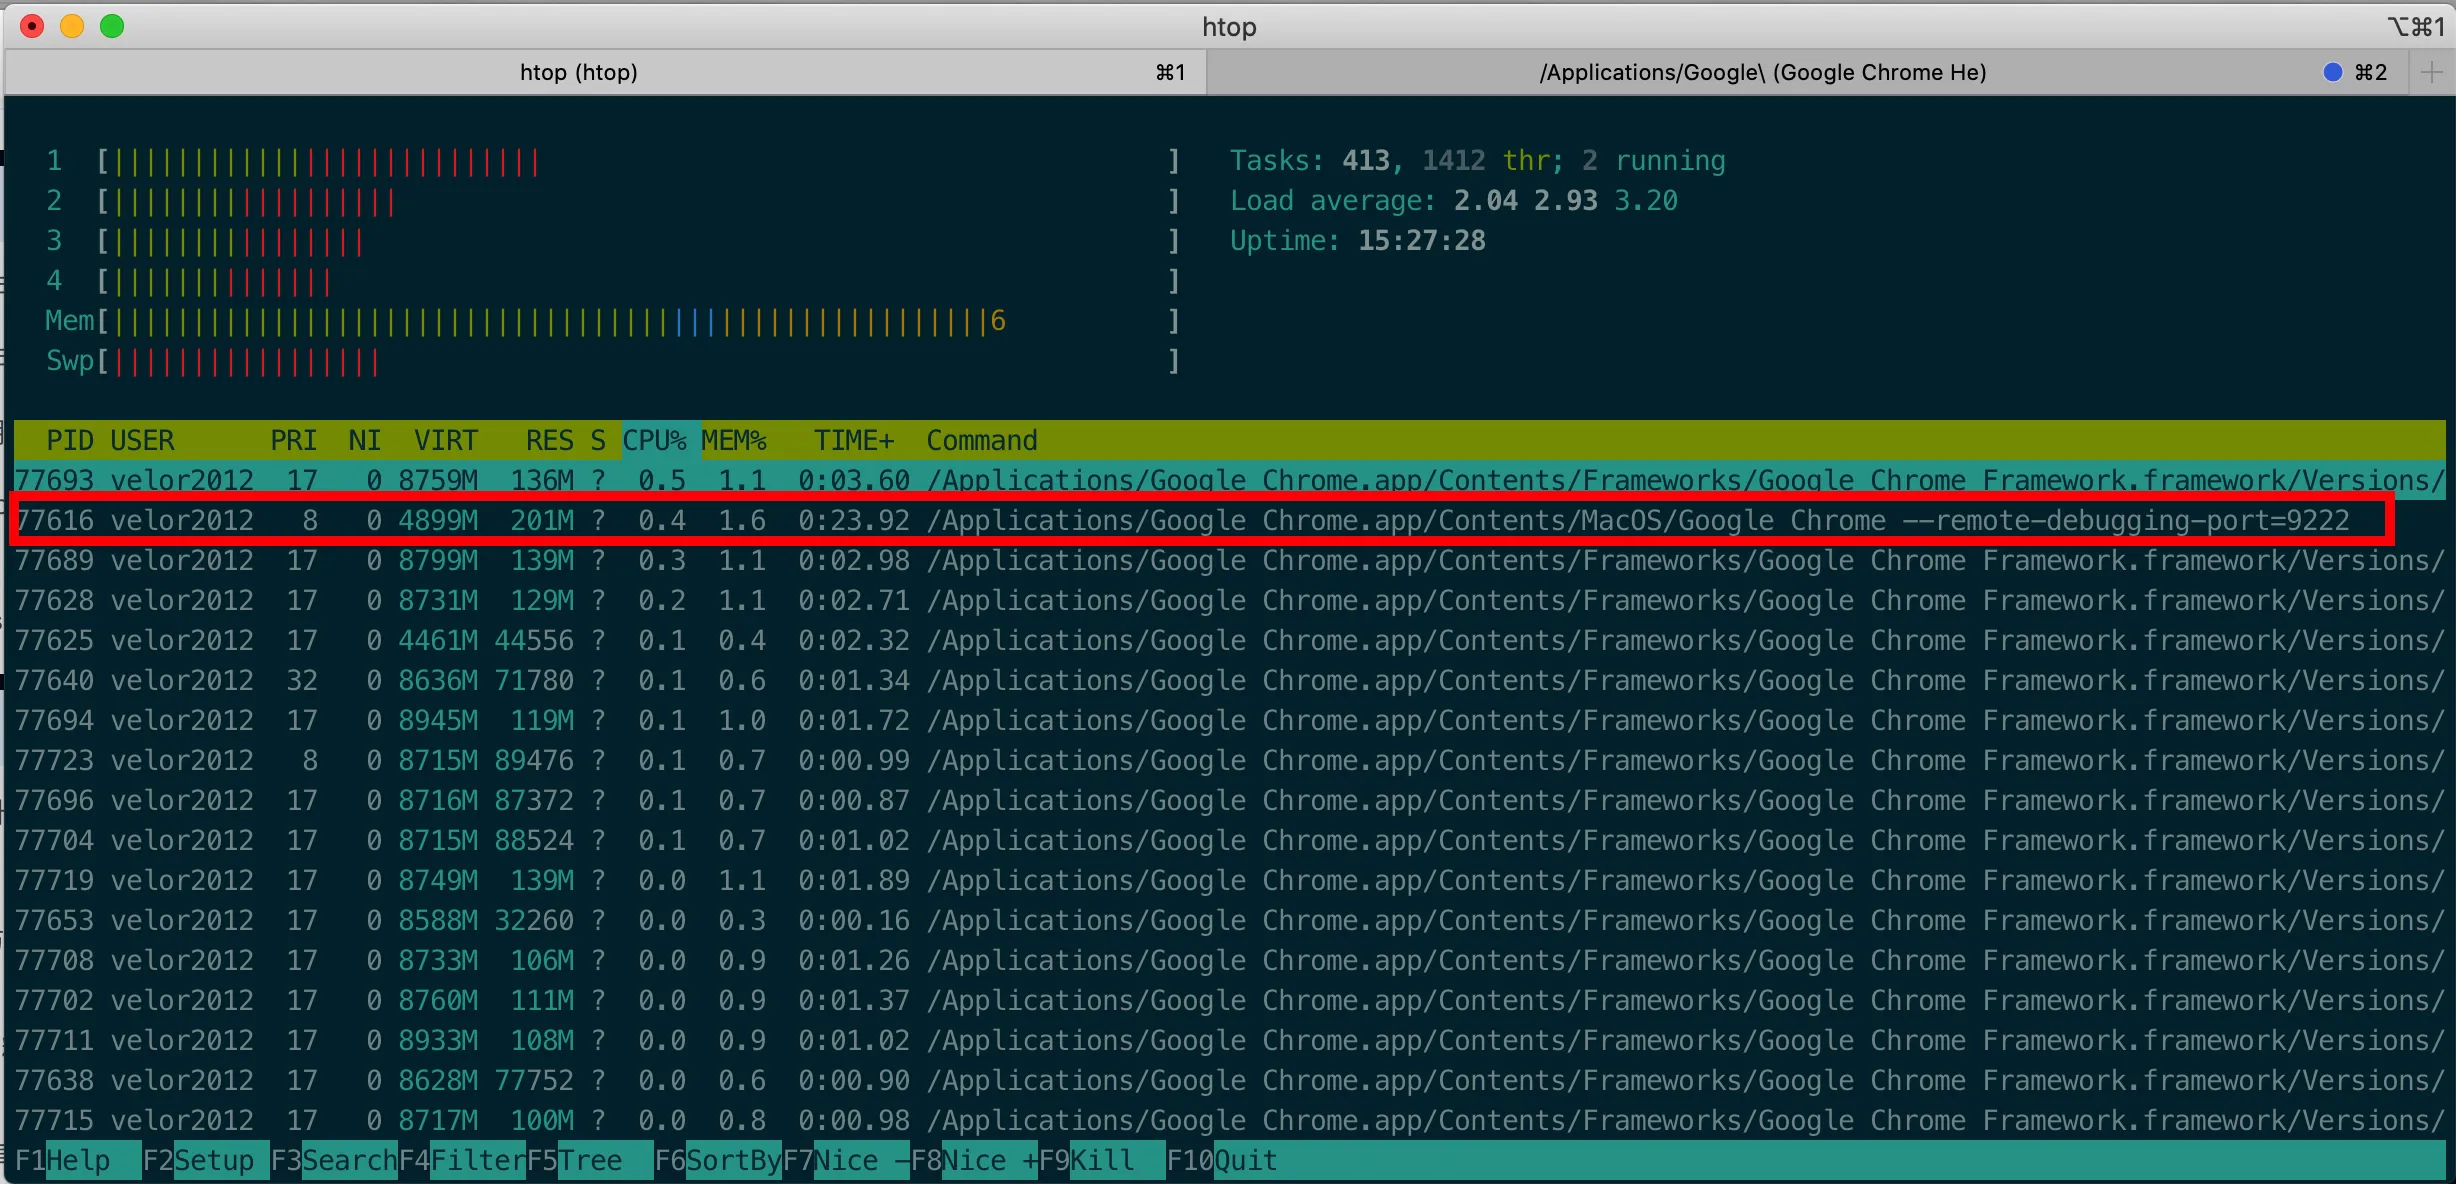 htop ⌥⌘1
htop (htop) ⌘1 /Applications/Google\ (Google Chrome He) ⌘2
1 [||||||||||||||||||||||||||| ] Tasks: 413, 1412 thr; 2 running
2 [|||||||||||||||||| ] Load average: 2.04 2.93 3.20
3 [|||||||||||||||| ] Uptime: 15:27:28
4 [|||||||||||||| ]
Mem[|||||||||||||||||||||||||||||||||||||||||||||||||||||||6 ]
Swp[||||||||||||||||| ]
PID USER PRI NI VIRT RES S CPU% MEM% TIME+ Command
77693 velor2012 17 0 8759M 136M ? 0.5 1.1 0:03.60 /Applications/Google Chrome.app/Contents/Frameworks/Google Chrome Framework.framework/Versions/
77616 velor2012 8 0 4899M 201M ? 0.4 1.6 0:23.92 /Applications/Google Chrome.app/Contents/MacOS/Google Chrome --remote-debugging-port=9222
77689 velor2012 17 0 8799M 139M ? 0.3 1.1 0:02.98 /Applications/Google Chrome.app/Contents/Frameworks/Google Chrome Framework.framework/Versions/
77628 velor2012 17 0 8731M 129M ? 0.2 1.1 0:02.71 /Applications/Google Chrome.app/Contents/Frameworks/Google Chrome Framework.framework/Versions/
77625 velor2012 17 0 4461M 44556 ? 0.1 0.4 0:02.32 /Applications/Google Chrome.app/Contents/Frameworks/Google Chrome Framework.framework/Versions/
77640 velor2012 32 0 8636M 71780 ? 0.1 0.6 0:01.34 /Applications/Google Chrome.app/Contents/Frameworks/Google Chrome Framework.framework/Versions/
77694 velor2012 17 0 8945M 119M ? 0.1 1.0 0:01.72 /Applications/Google Chrome.app/Contents/Frameworks/Google Chrome Framework.framework/Versions/
77723 velor2012 8 0 8715M 89476 ? 0.1 0.7 0:00.99 /Applications/Google Chrome.app/Contents/Frameworks/Google Chrome Framework.framework/Versions/
77696 velor2012 17 0 8716M 87372 ? 0.1 0.7 0:00.87 /Applications/Google Chrome.app/Contents/Frameworks/Google Chrome Framework.framework/Versions/
77704 velor2012 17 0 8715M 88524 ? 0.1 0.7 0:01.02 /Applications/Google Chrome.app/Contents/Frameworks/Google Chrome Framework.framework/Versions/
77719 velor2012 17 0 8749M 139M ? 0.0 1.1 0:01.89 /Applications/Google Chrome.app/Contents/Frameworks/Google Chrome Framework.framework/Versions/
77653 velor2012 17 0 8588M 32260 ? 0.0 0.3 0:00.16 /Applications/Google Chrome.app/Contents/Frameworks/Google Chrome Framework.framework/Versions/
77708 velor2012 17 0 8733M 106M ? 0.0 0.9 0:01.26 /Applications/Google Chrome.app/Contents/Frameworks/Google Chrome Framework.framework/Versions/
77702 velor2012 17 0 8760M 111M ? 0.0 0.9 0:01.37 /Applications/Google Chrome.app/Contents/Frameworks/Google Chrome Framework.framework/Versions/
77711 velor2012 17 0 8933M 108M ? 0.0 0.9 0:01.02 /Applications/Google Chrome.app/Contents/Frameworks/Google Chrome Framework.framework/Versions/
77638 velor2012 17 0 8628M 77752 ? 0.0 0.6 0:00.90 /Applications/Google Chrome.app/Contents/Frameworks/Google Chrome Framework.framework/Versions/
77715 velor2012 17 0 8717M 100M ? 0.0 0.8 0:00.98 /Applications/Google Chrome.app/Contents/Frameworks/Google Chrome Framework.framework/Versions/
F1Help F2Setup F3SearchF4FilterF5Tree F6SortByF7Nice -F8Nice +F9Kill F10Quit